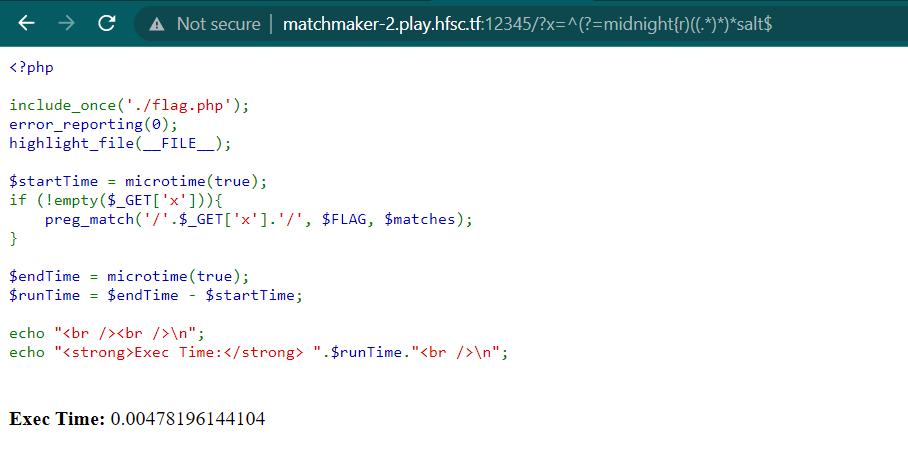 Not secure | matchmaker-2.play.hfsc.tf:12345/?x=^(?=midnight{r)((.*)*)*salt$
<?php
include_once('./flag.php');
error_reporting(0);
highlight_file(__FILE__);
$startTime = microtime(true);
if (!empty($_GET['x'])){
    preg_match('/'.$_GET['x'].'/', $FLAG, $matches);
}
$endTime = microtime(true);
$runTime = $endTime - $startTime;
echo "<br /><br />\n";
echo "<strong>Exec Time:</strong> ".$runTime."<br />\n";
Exec Time: 0.00478196144104